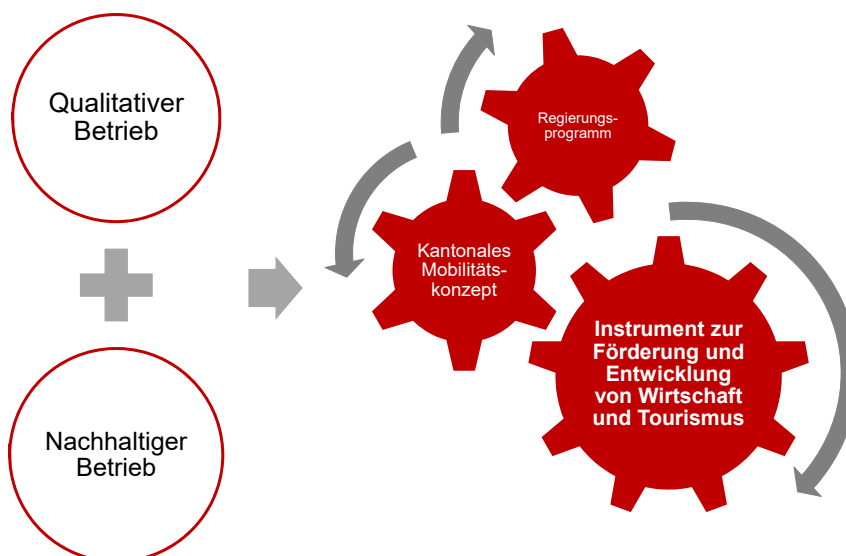 Qualitativer
Betrieb
Nachhaltiger
Betrieb
Regierungs-
programm
Kantonales
Mobilitäts-
konzept
Instrument zur
Förderung und
Entwicklung
von Wirtschaft
und Tourismus